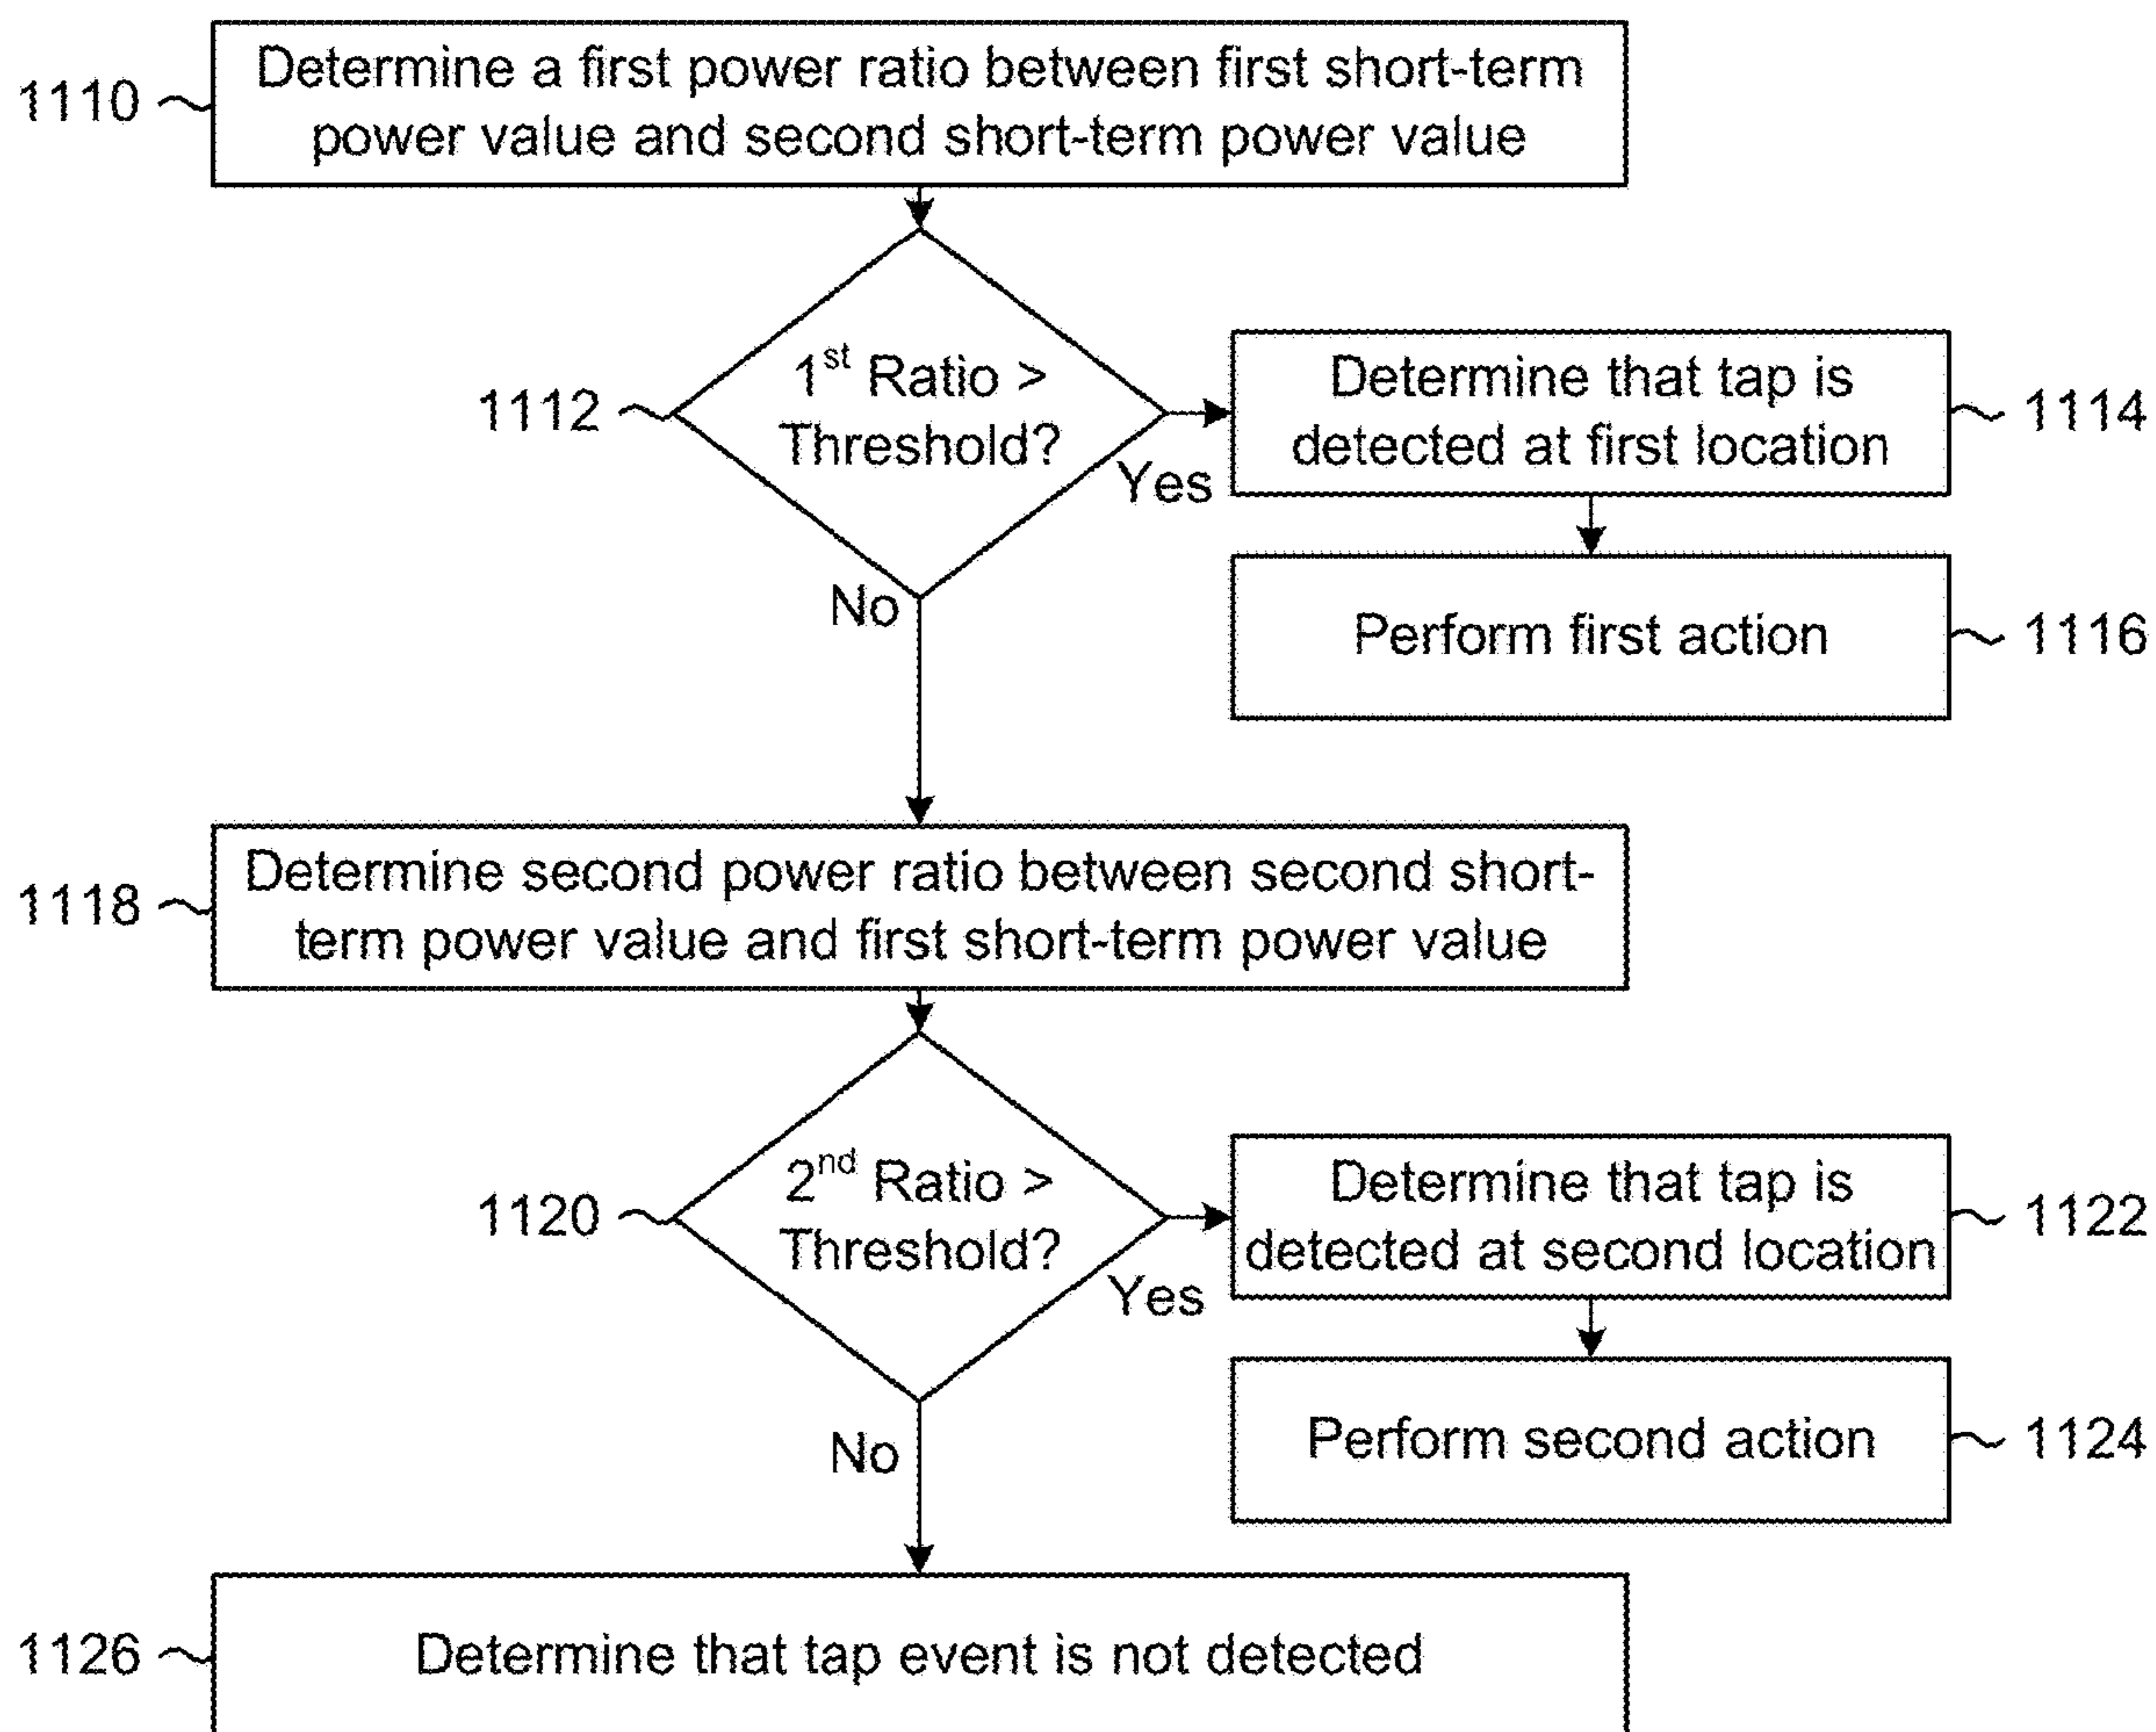 Determine a first power ratio between first short-term
1110
power value and second short-term power value
1st Ratio >
Threshold?
1112
Yes
No
Determine that tap is
detected at first location
1114
Perform first action
1116
Determine second power ratio between second short-
1118
term power value and first short-term power value
2nd Ratio >
Threshold?
1120
Yes
No
Determine that tap is
detected at second location
1122
Perform second action
1124
1126
Determine that tap event is not detected